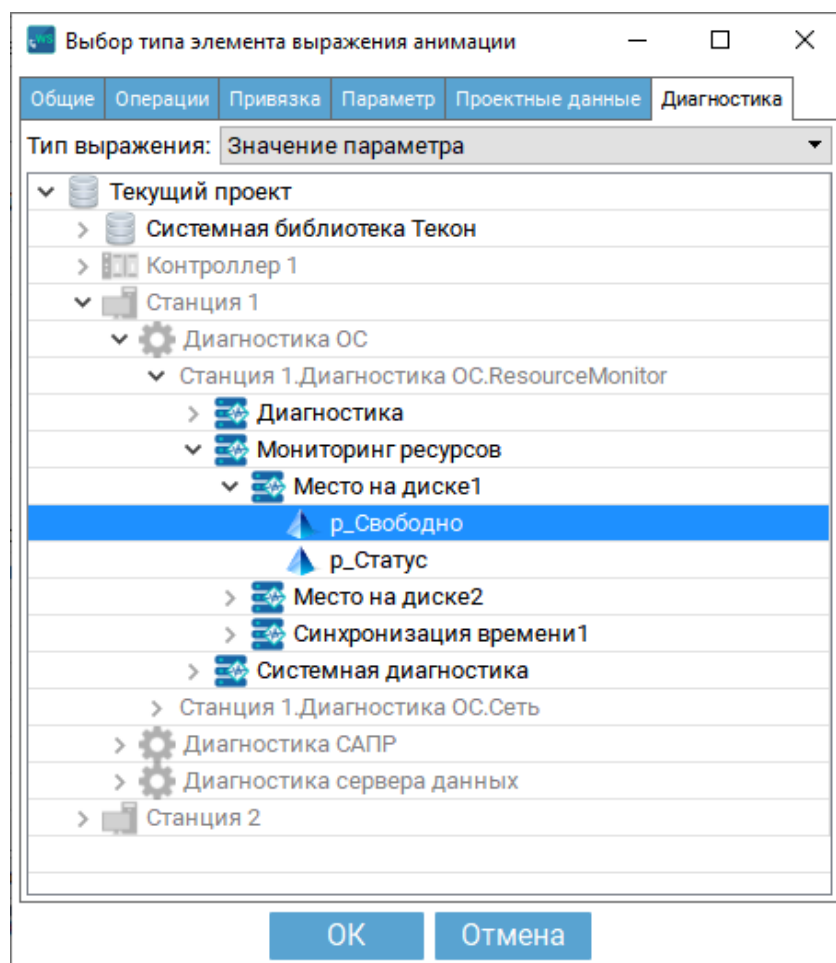 Выбор типа элемента выражения анимации
Общие Операции Привязка Параметр Проектные данные Диагностика
Тип выражения: Значение параметра
Текущий проект
Системная библиотека Текон
Контроллер 1
Станция 1
Диагностика ОС
Станция 1.Диагностика ОС.ResourceMonitor
Диагностика
Мониторинг ресурсов
Место на диске1
р_Свободно
р_Статус
Место на диске2
Синхронизация времени1
Системная диагностика
Станция 1.Диагностика ОС.Сеть
Диагностика САПР
Диагностика сервера данных
Станция 2
ОК Отмена